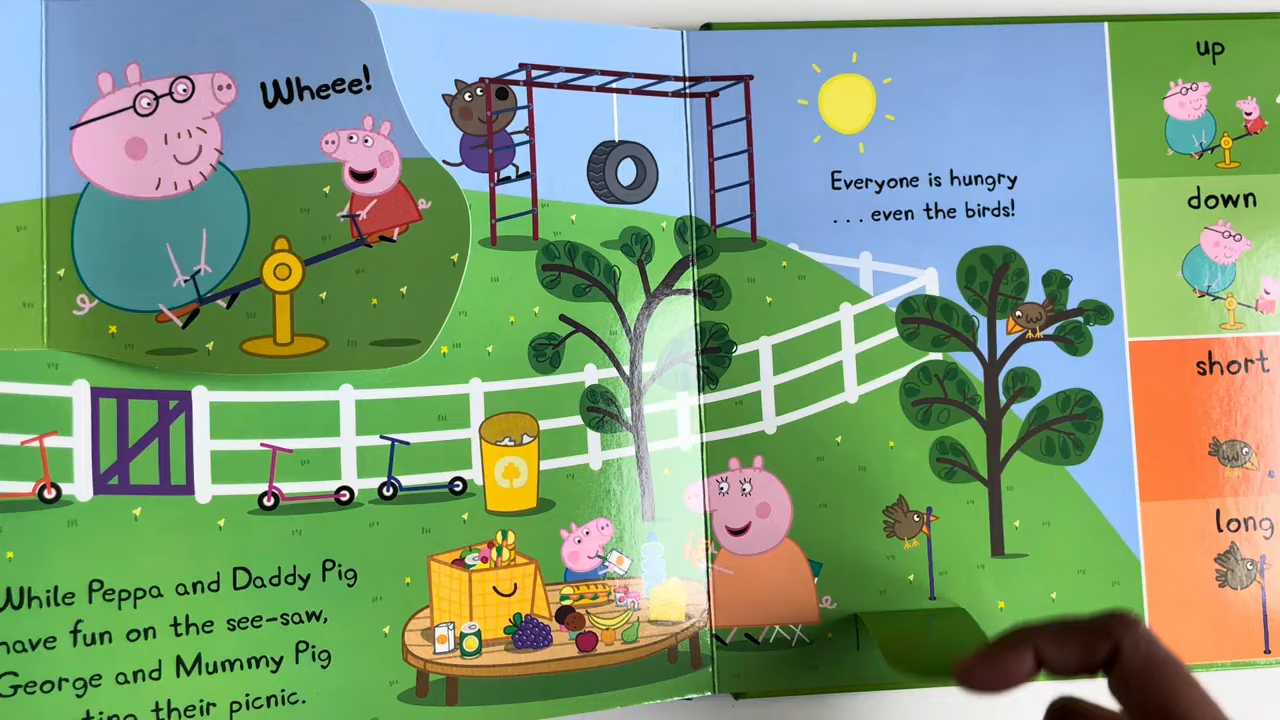 Wheee!
Everyone is hungry
. . . even the birds!
While Peppa and Daddy Pig
have fun on the see-saw,
George and Mummy Pig
their picnic.
up
down
short
long